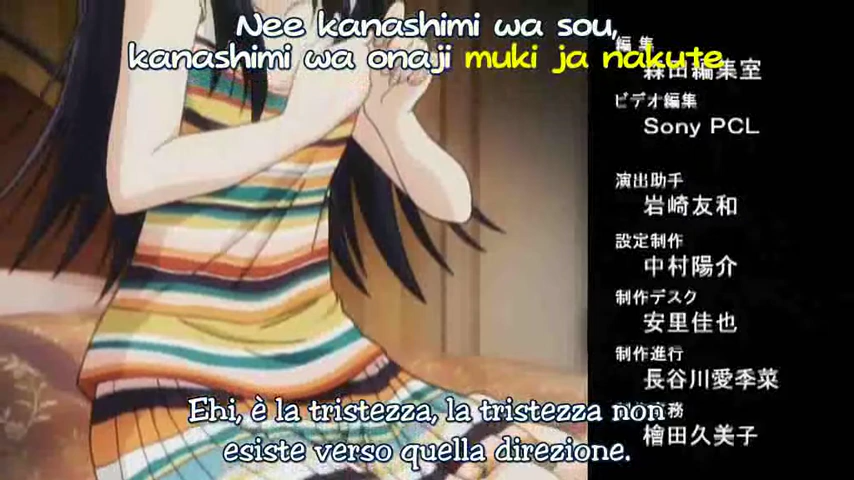 Nee kanashimi wa sou,
kanashimi wa onaji muki ja nakute
編集
森田編集室
ビデオ編集
Sony PCL
演出助手
岩崎友和
設定制作
中村陽介
制作デスク
安里佳也
制作進行
長谷川愛季菜
檜田久美子
Ehi, è la tristezza, la tristezza non
esiste verso quella direzione.